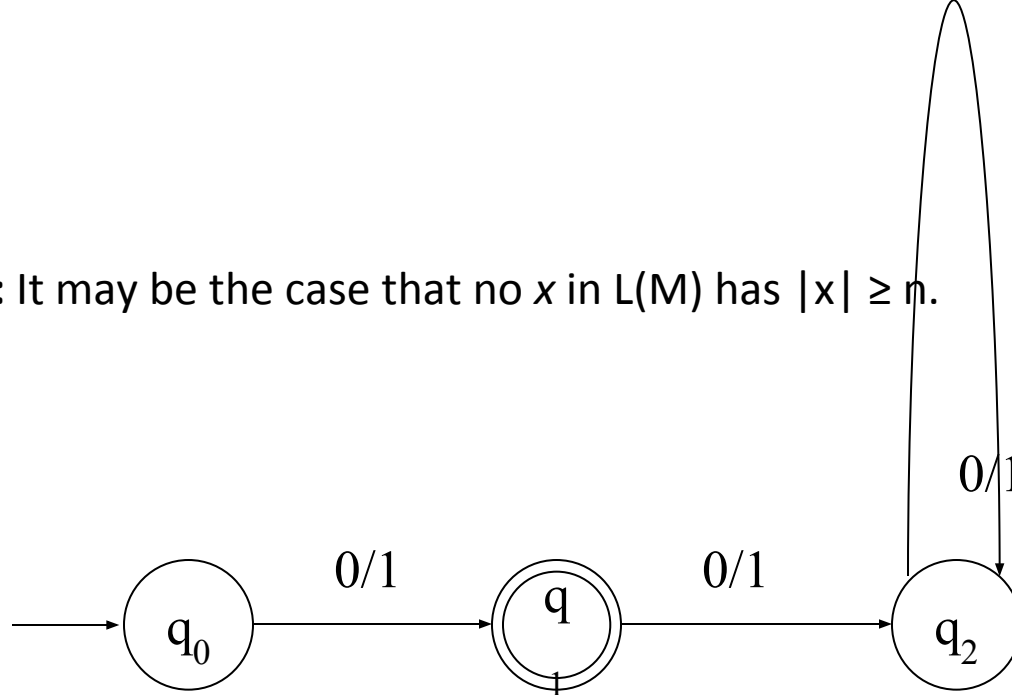 : It may be the case that no x in L(M) has |x| ≥ n.
0/1
0/1 0/1
q₀ q₁ q₂